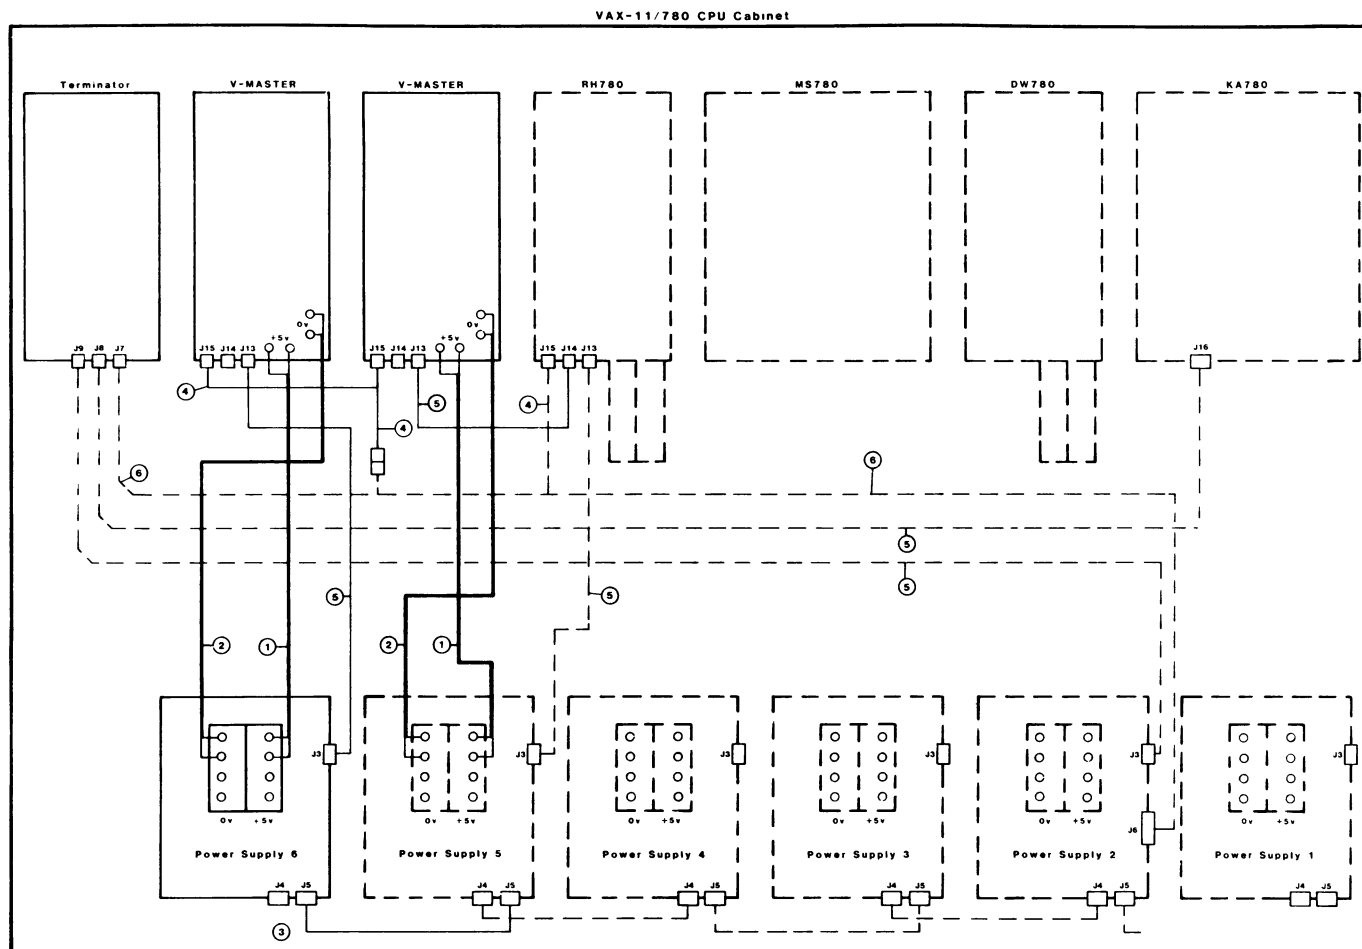 VAX-11/780 CPU Cabinet
Terminator V-MASTER V-MASTER RH780 MS780 DW780 KA780
0v 0v
+5v +5v
J9 J8 J7 J15 J14 J13 J15 J14 J13 J15 J14 J13 J16
4 5 4
4
6 6
5
5
5 5
2 1 2 1
J3 J3 J3 J3 J3 J3
0v +5v 0v +5v 0v +5v 0v +5v 0v +5v 0v +5v
J6
Power Supply 6 Power Supply 5 Power Supply 4 Power Supply 3 Power Supply 2 Power Supply 1
J4 J5 J4 J5 J4 J5 J4 J5 J4 J5 J4 J5
3